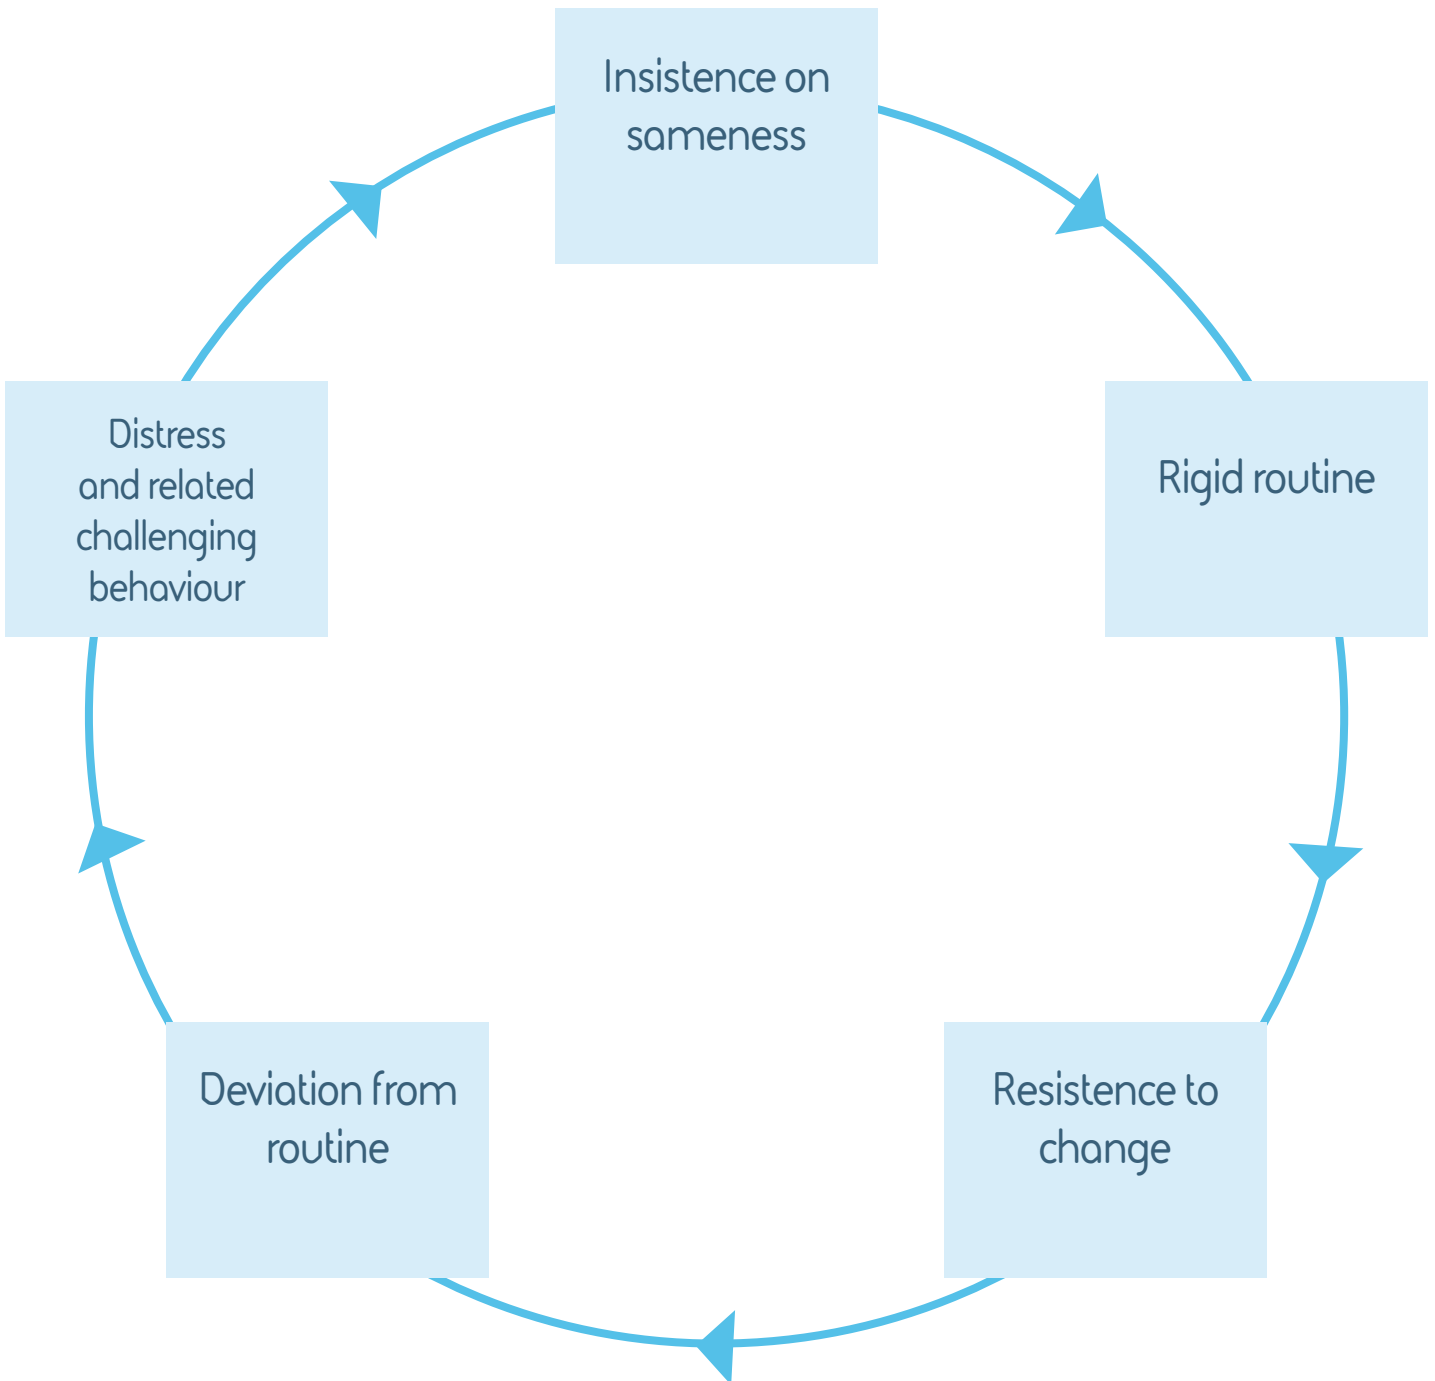 Insistence on
sameness
Rigid routine
Resistence to
change
Deviation from
routine
Distress
and related
challenging
behaviour